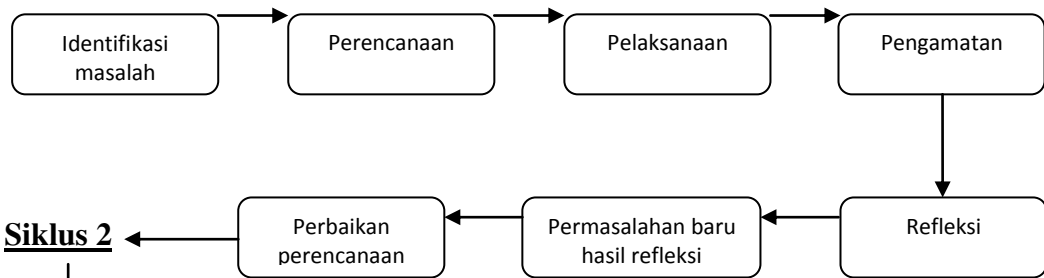 Identifikasi
masalah
Perencanaan
Pelaksanaan
Pengamatan
Refleksi
Permasalahan baru
hasil refleksi
Perbaikan
perencanaan
Siklus 2